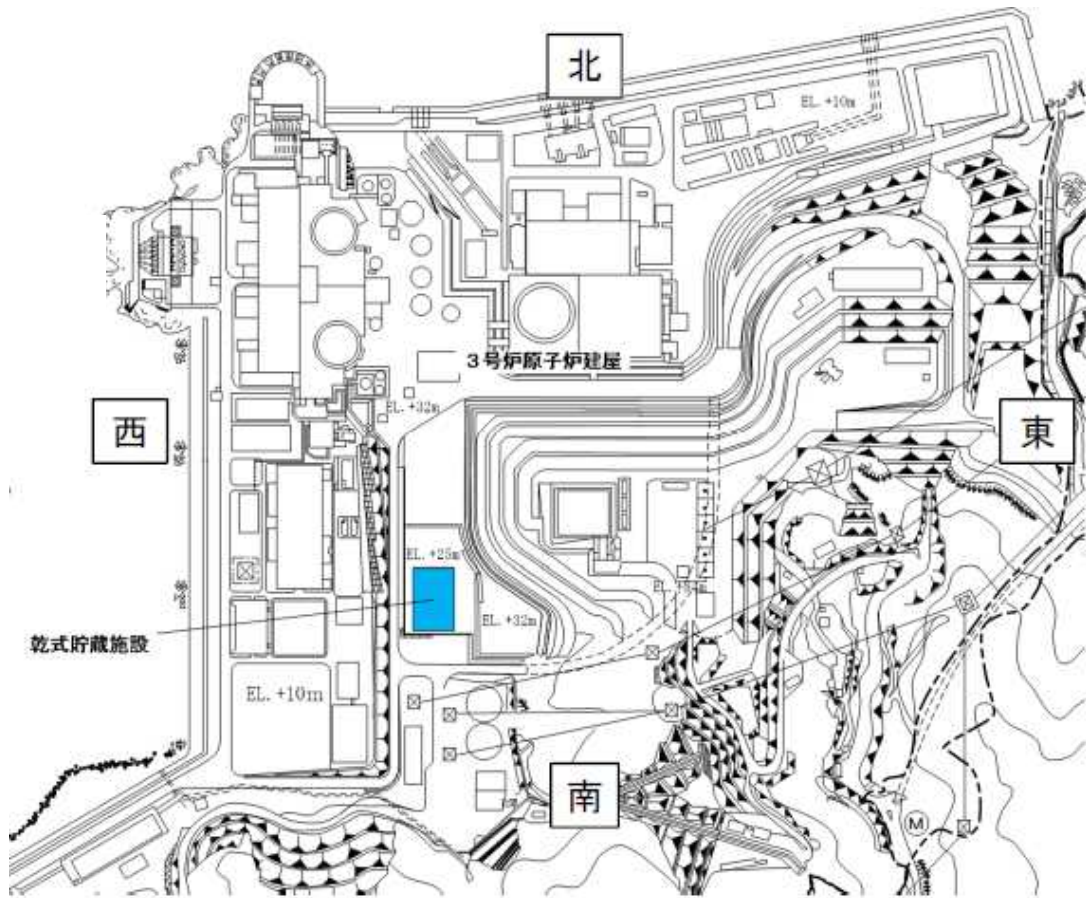 北
EL. +10m
3号炉原子炉建屋
EL. +32m
西
東
EL. +25m
EL. +32m
乾式貯蔵施設
EL. +10m
南
M